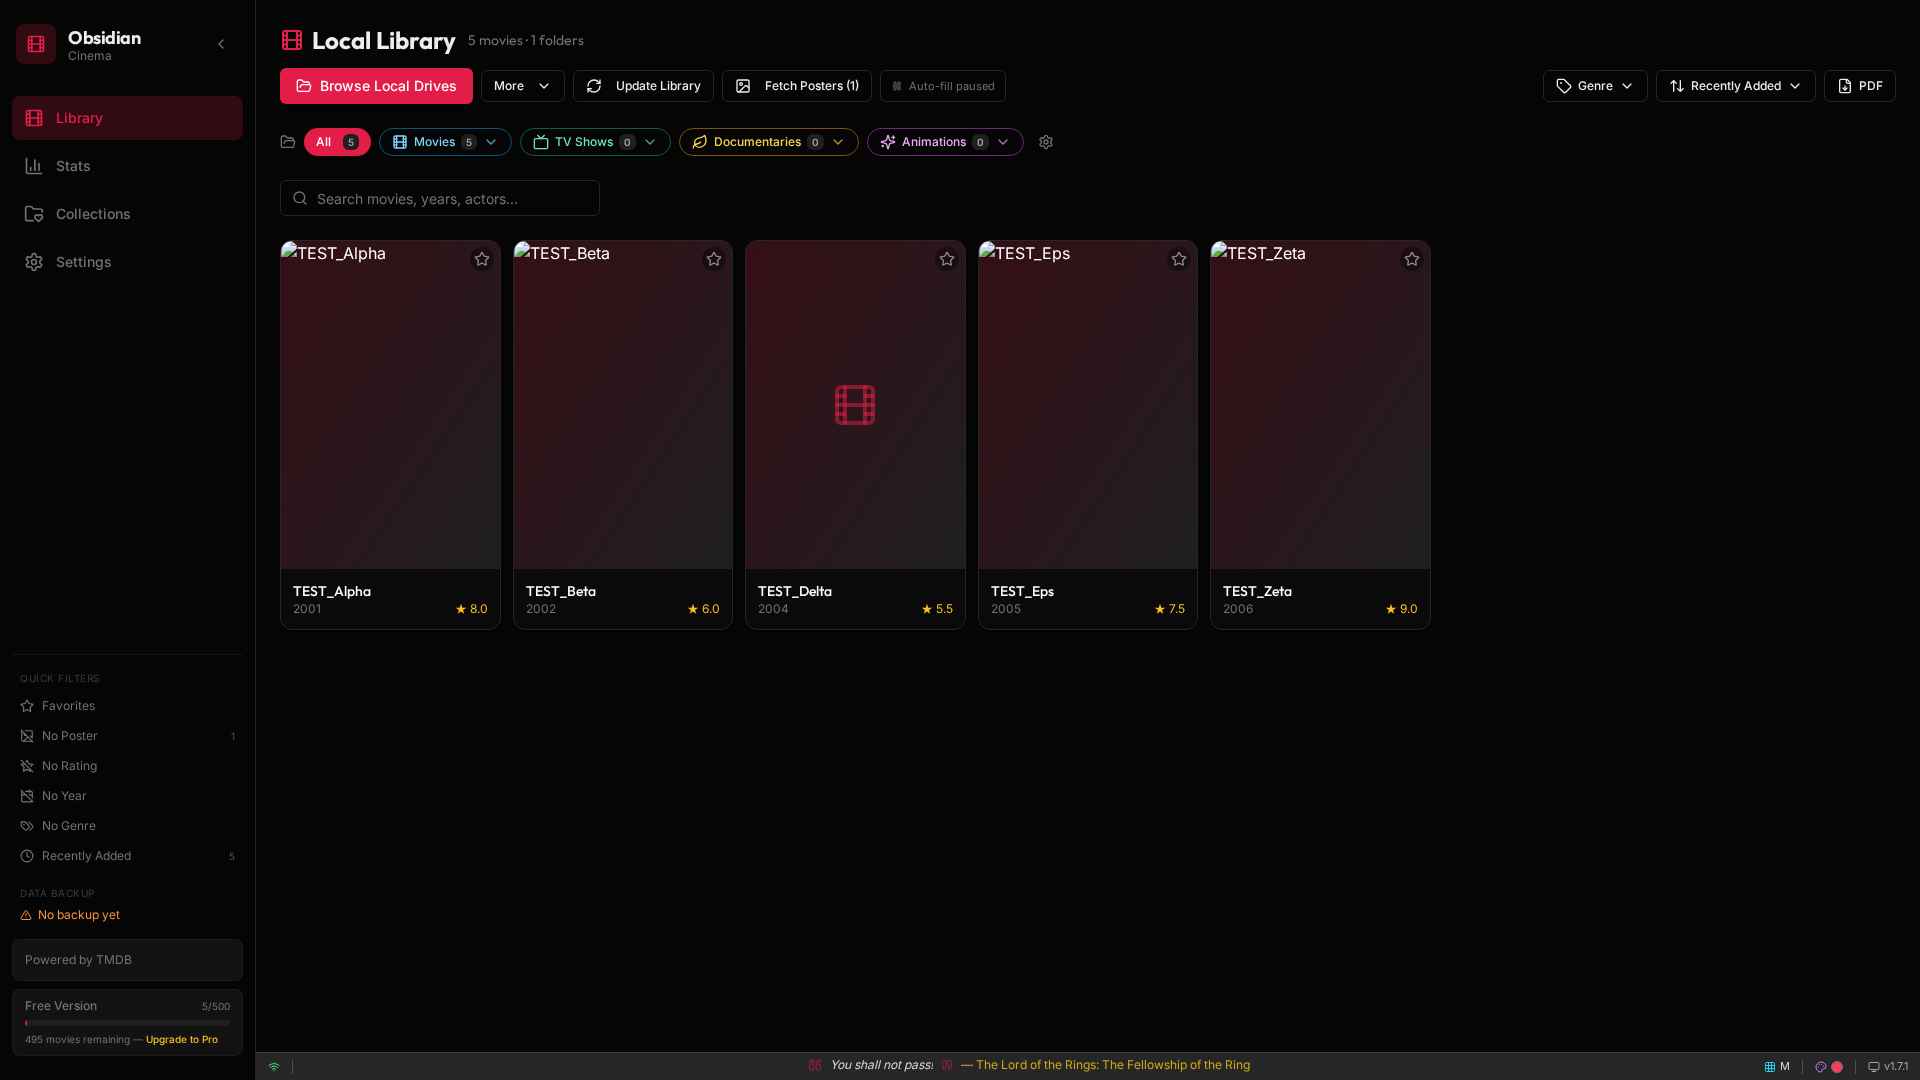 Obsidian
Cinema
Library
Stats
Collections
Settings
QUICK FILTERS
Favorites
No Poster 1
No Rating
No Year
No Genre
Recently Added 5
DATA BACKUP
No backup yet
Powered by TMDB
Free Version 5/500
495 movies remaining — Upgrade to Pro
Local Library 5 movies · 1 folders
Browse Local Drives More Update Library Fetch Posters (1) Auto-fill paused Genre Recently Added PDF
All 5 Movies 5 TV Shows 0 Documentaries 0 Animations 0
Search movies, years, actors...
TEST_Alpha TEST_Beta TEST_Eps TEST_Zeta
TEST_Alpha TEST_Beta TEST_Delta TEST_Eps TEST_Zeta
2001 ★ 8.0 2002 ★ 6.0 2004 ★ 5.5 2005 ★ 7.5 2006 ★ 9.0
You shall not pass! — The Lord of the Rings: The Fellowship of the Ring
M v1.7.1